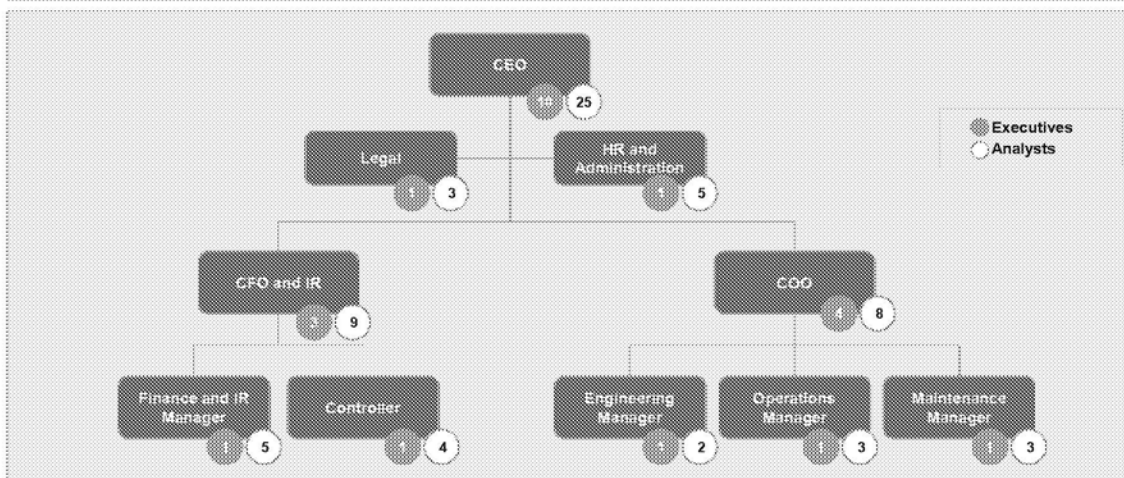 CEO
10 25
Executives
Analysts
Legal
1 3
HR and
Administration
1 5
CFO and IR
3 9
COO
4 8
Finance and IR
Manager
1 5
Controller
1 4
Engineering
Manager
1 2
Operations
Manager
1 3
Maintenance
Manager
1 3